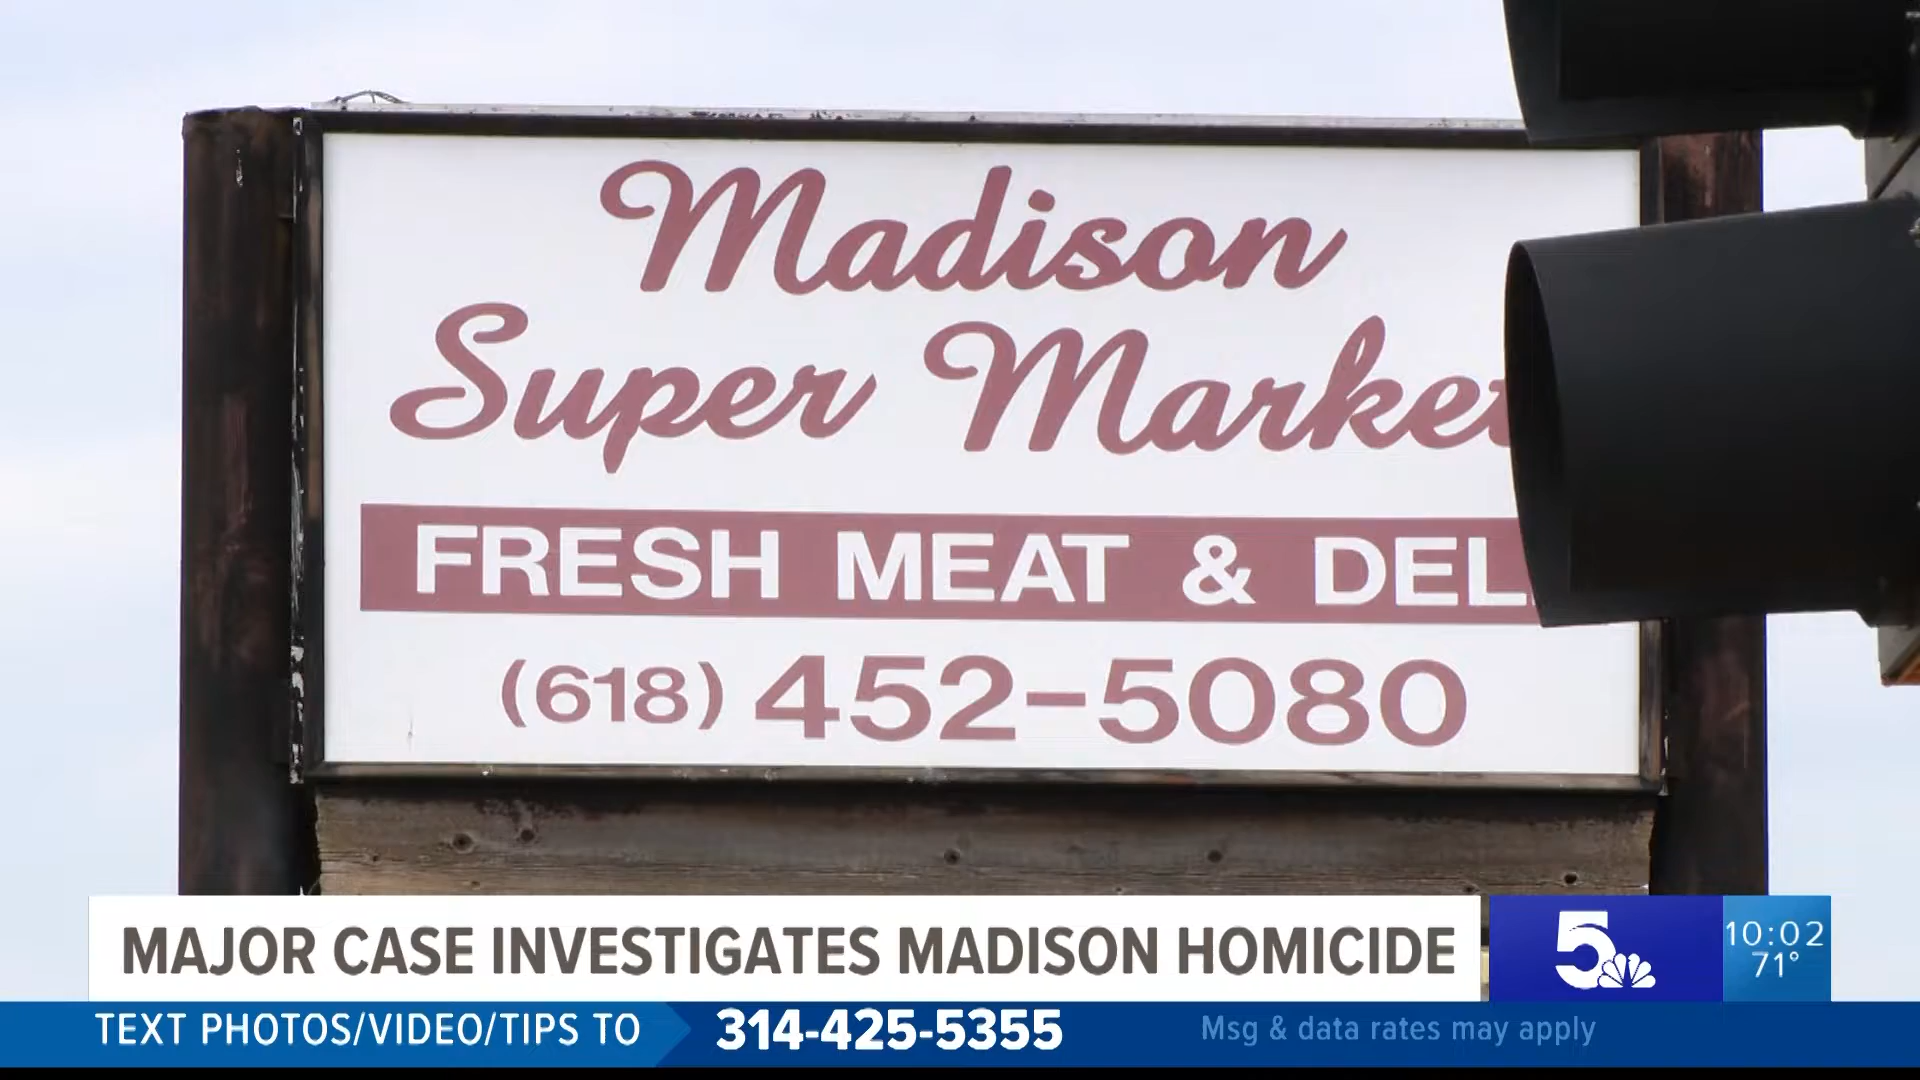 Madison
Super Marke
FRESH MEAT & DEL
(618) 452-5080
MAJOR CASE INVESTIGATES MADISON HOMICIDE
5
10:02
71°
TEXT PHOTOS/VIDEO/TIPS TO 314-425-5355 Msg & data rates may apply